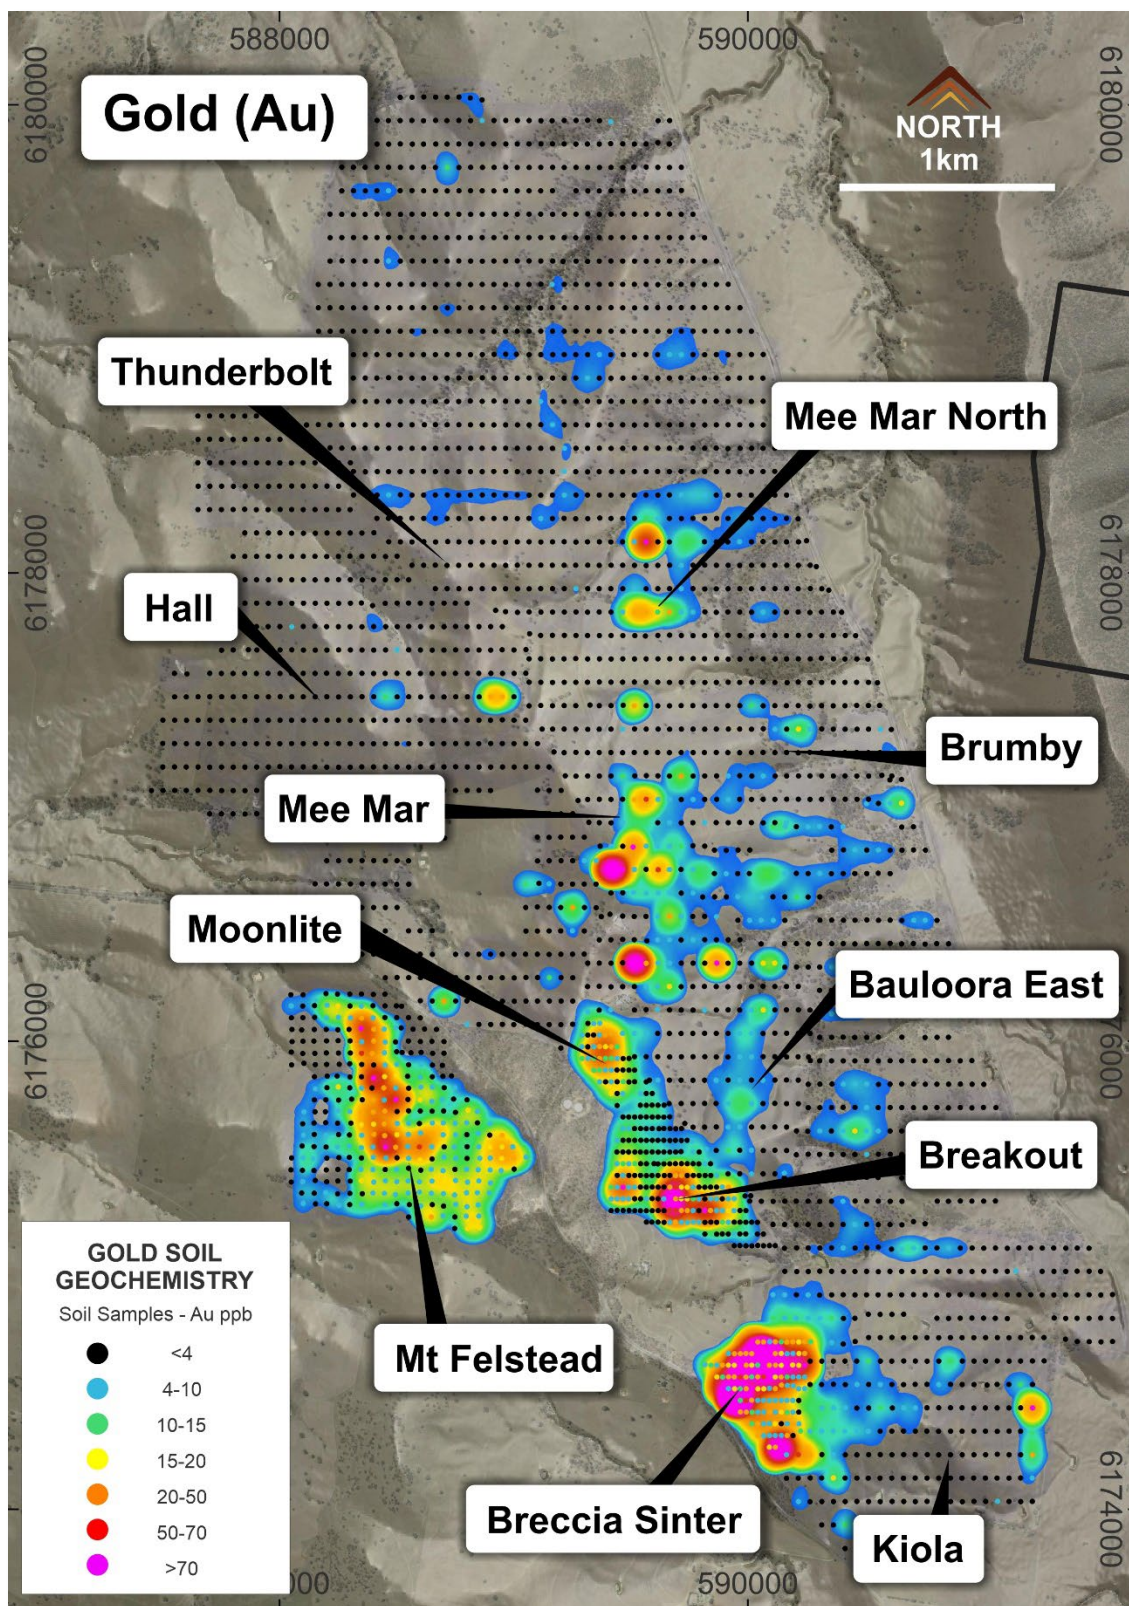 588000
590000
6180000
6180000
Gold (Au)
NORTH
1km
Thunderbolt
Mee Mar North
6178000
6178000
Hall
Brumby
Mee Mar
Moonlite
Bauloora East
6176000
76000
Breakout
GOLD SOIL
GEOCHEMISTRY
Soil Samples - Au ppb
<4
4-10
10-15
15-20
20-50
50-70
>70
Mt Felstead
Breccia Sinter
Kiola
6174000
000
590000